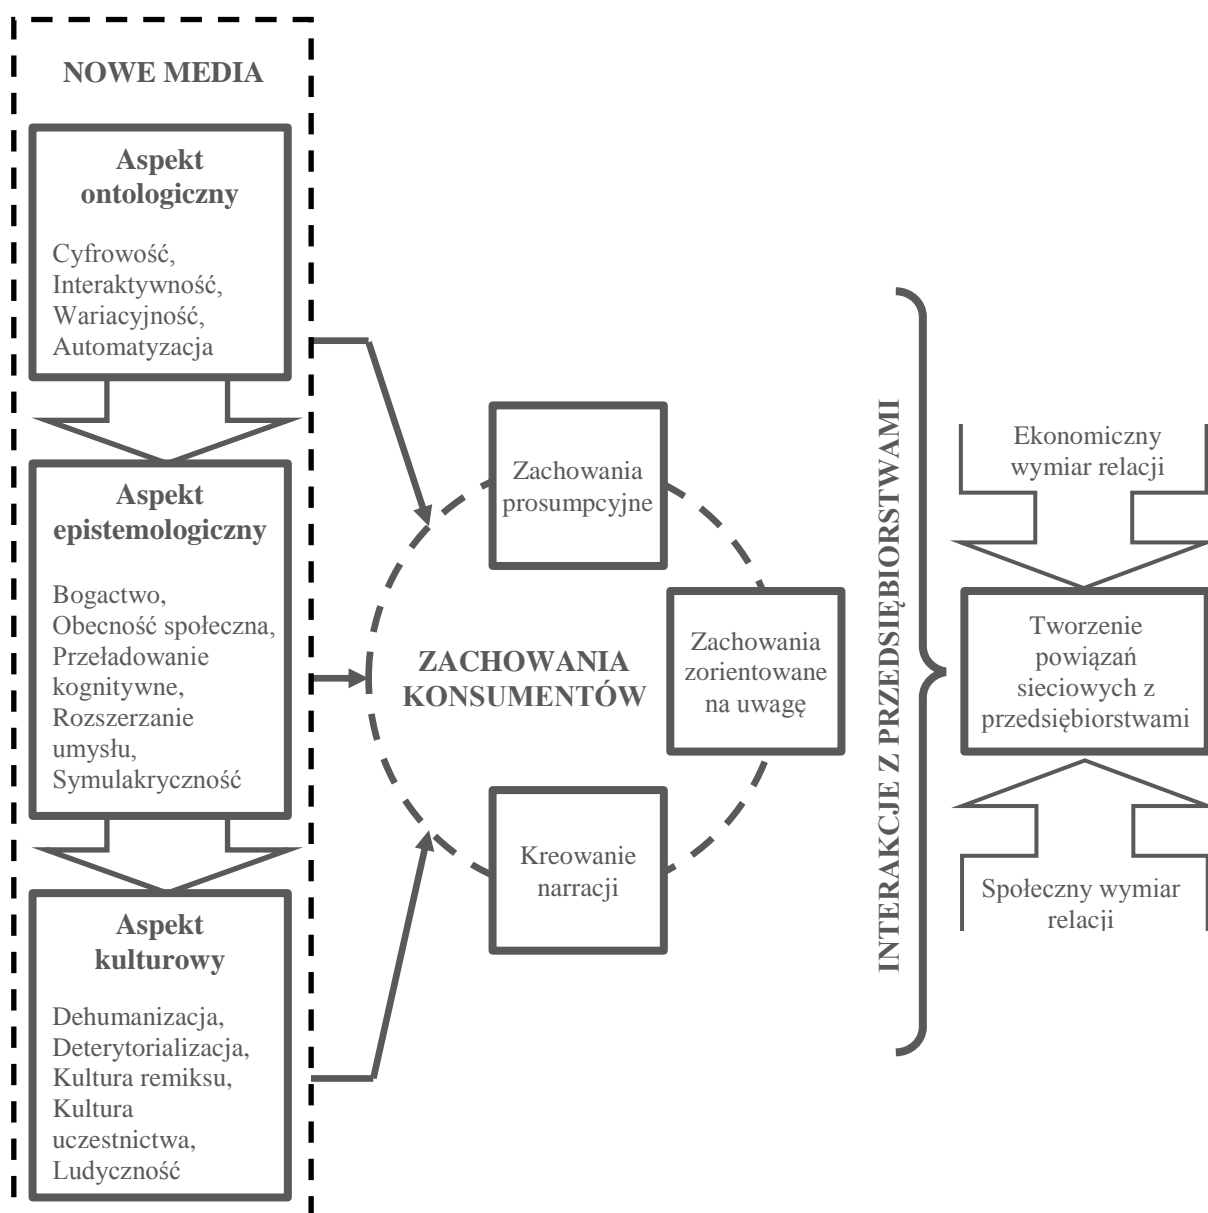 NOWE MEDIA
Aspekt
ontologiczny
Cyfrowość,
Interaktywność,
Wariacyjność,
Automatyzacja
Aspekt
epistemologiczny
Bogactwo,
Obecność społeczna,
Przeładowanie
kognitywne,
Rozszerzanie
umysłu,
Symulakryczność
Aspekt
kulturowy
Dehumanizacja,
Deterytorializacja,
Kultura remiksu,
Kultura
uczestnictwa,
Ludyczność
Zachowania
prosumpcyjne
ZACHOWANIA
KONSUMENTÓW
Zachowania
zorientowane
na uwagę
Kreowanie
narracji
INTERAKCJE Z PRZEDSIĘBIORSTWAMI
Ekonomiczny
wymiar relacji
Tworzenie
powiązań
sieciowych z
przedsiębiorstwami
Społeczny wymiar
relacji